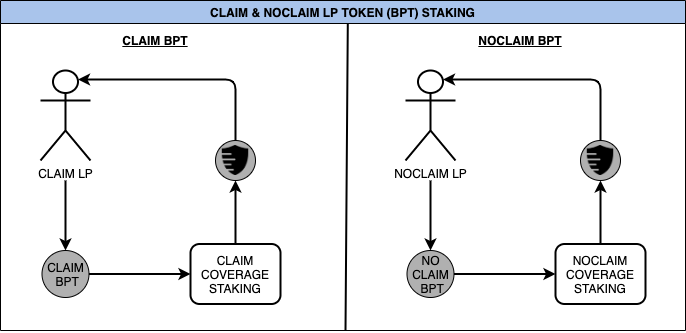 CLAIM & NOCLAIM LP TOKEN (BPT) STAKING
CLAIM BPT
CLAIM LP
CLAIM
BPT
CLAIM
COVERAGE
STAKING
NOCLAIM BPT
NOCLAIM LP
NO
CLAIM
BPT
NOCLAIM
COVERAGE
STAKING